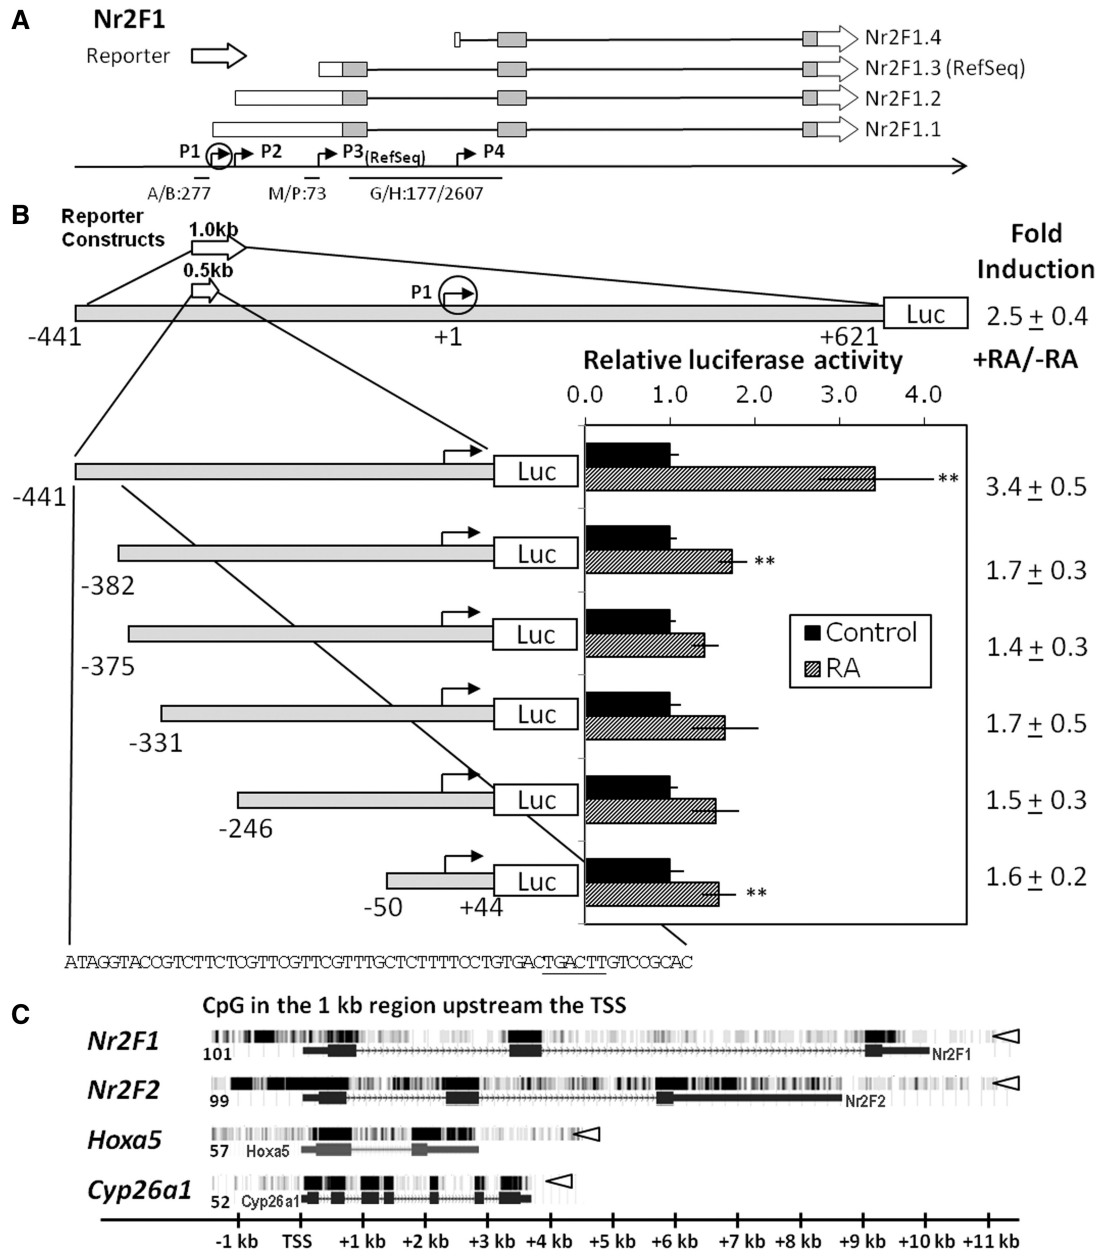 A
Nr2F1
Reporter
Nr2F1.4
Nr2F1.3 (RefSeq)
Nr2F1.2
Nr2F1.1
P1 P2 P3(RefSeq) P4
A/B:277 M/P:73 G/H:177/2607
B
Reporter
Constructs
1.0kb
0.5kb
P1
Luc
-441 +1 +621
Fold
Induction
2.5 ± 0.4
+RA/-RA
Relative luciferase activity
0.0 1.0 2.0 3.0 4.0
-441 Luc ** 3.4 ± 0.5
-382 Luc ** 1.7 ± 0.3
-375 Luc 1.4 ± 0.3
Control
RA
-331 Luc 1.7 ± 0.5
-246 Luc 1.5 ± 0.3
-50 +44 Luc ** 1.6 ± 0.2
ATAGGTACCGTCTTCTCGTTCGTTCGTTTGCTCTTTTCCTGTGACTGACTTGTCCGCAC
C
CpG in the 1 kb region upstream the TSS
Nr2F1 101 Nr2F1
Nr2F2 99 Nr2F2
Hoxa5 57 Hoxa5
Cyp26a1 52 Cyp26a1
-1 kb TSS +1 kb +2 kb +3 kb +4 kb +5 kb +6 kb +7 kb +8 kb +9 kb +10 kb +11 kb